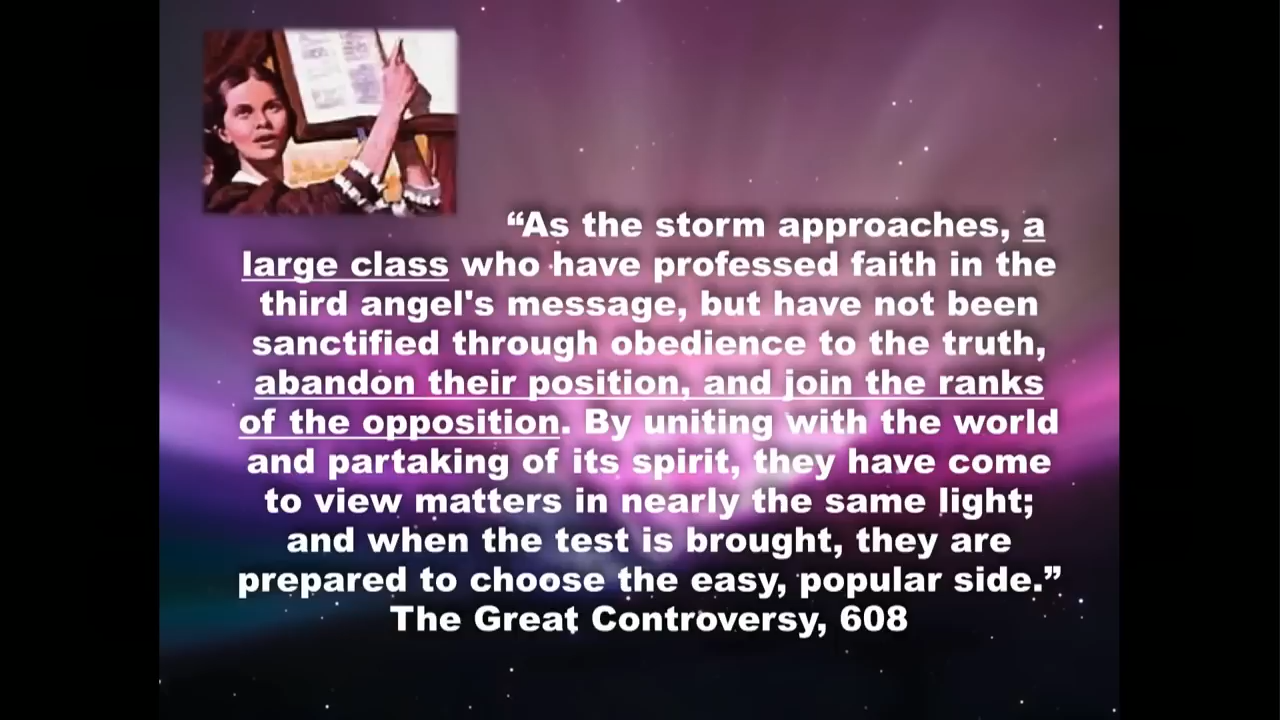 “As the storm approaches, a
large class who have professed faith in the
third angel's message, but have not been
sanctified through obedience to the truth,
abandon their position, and join the ranks
of the opposition. By uniting with the world
and partaking of its spirit, they have come
to view matters in nearly the same light;
and when the test is brought, they are
prepared to choose the easy, popular side.”
The Great Controversy, 608